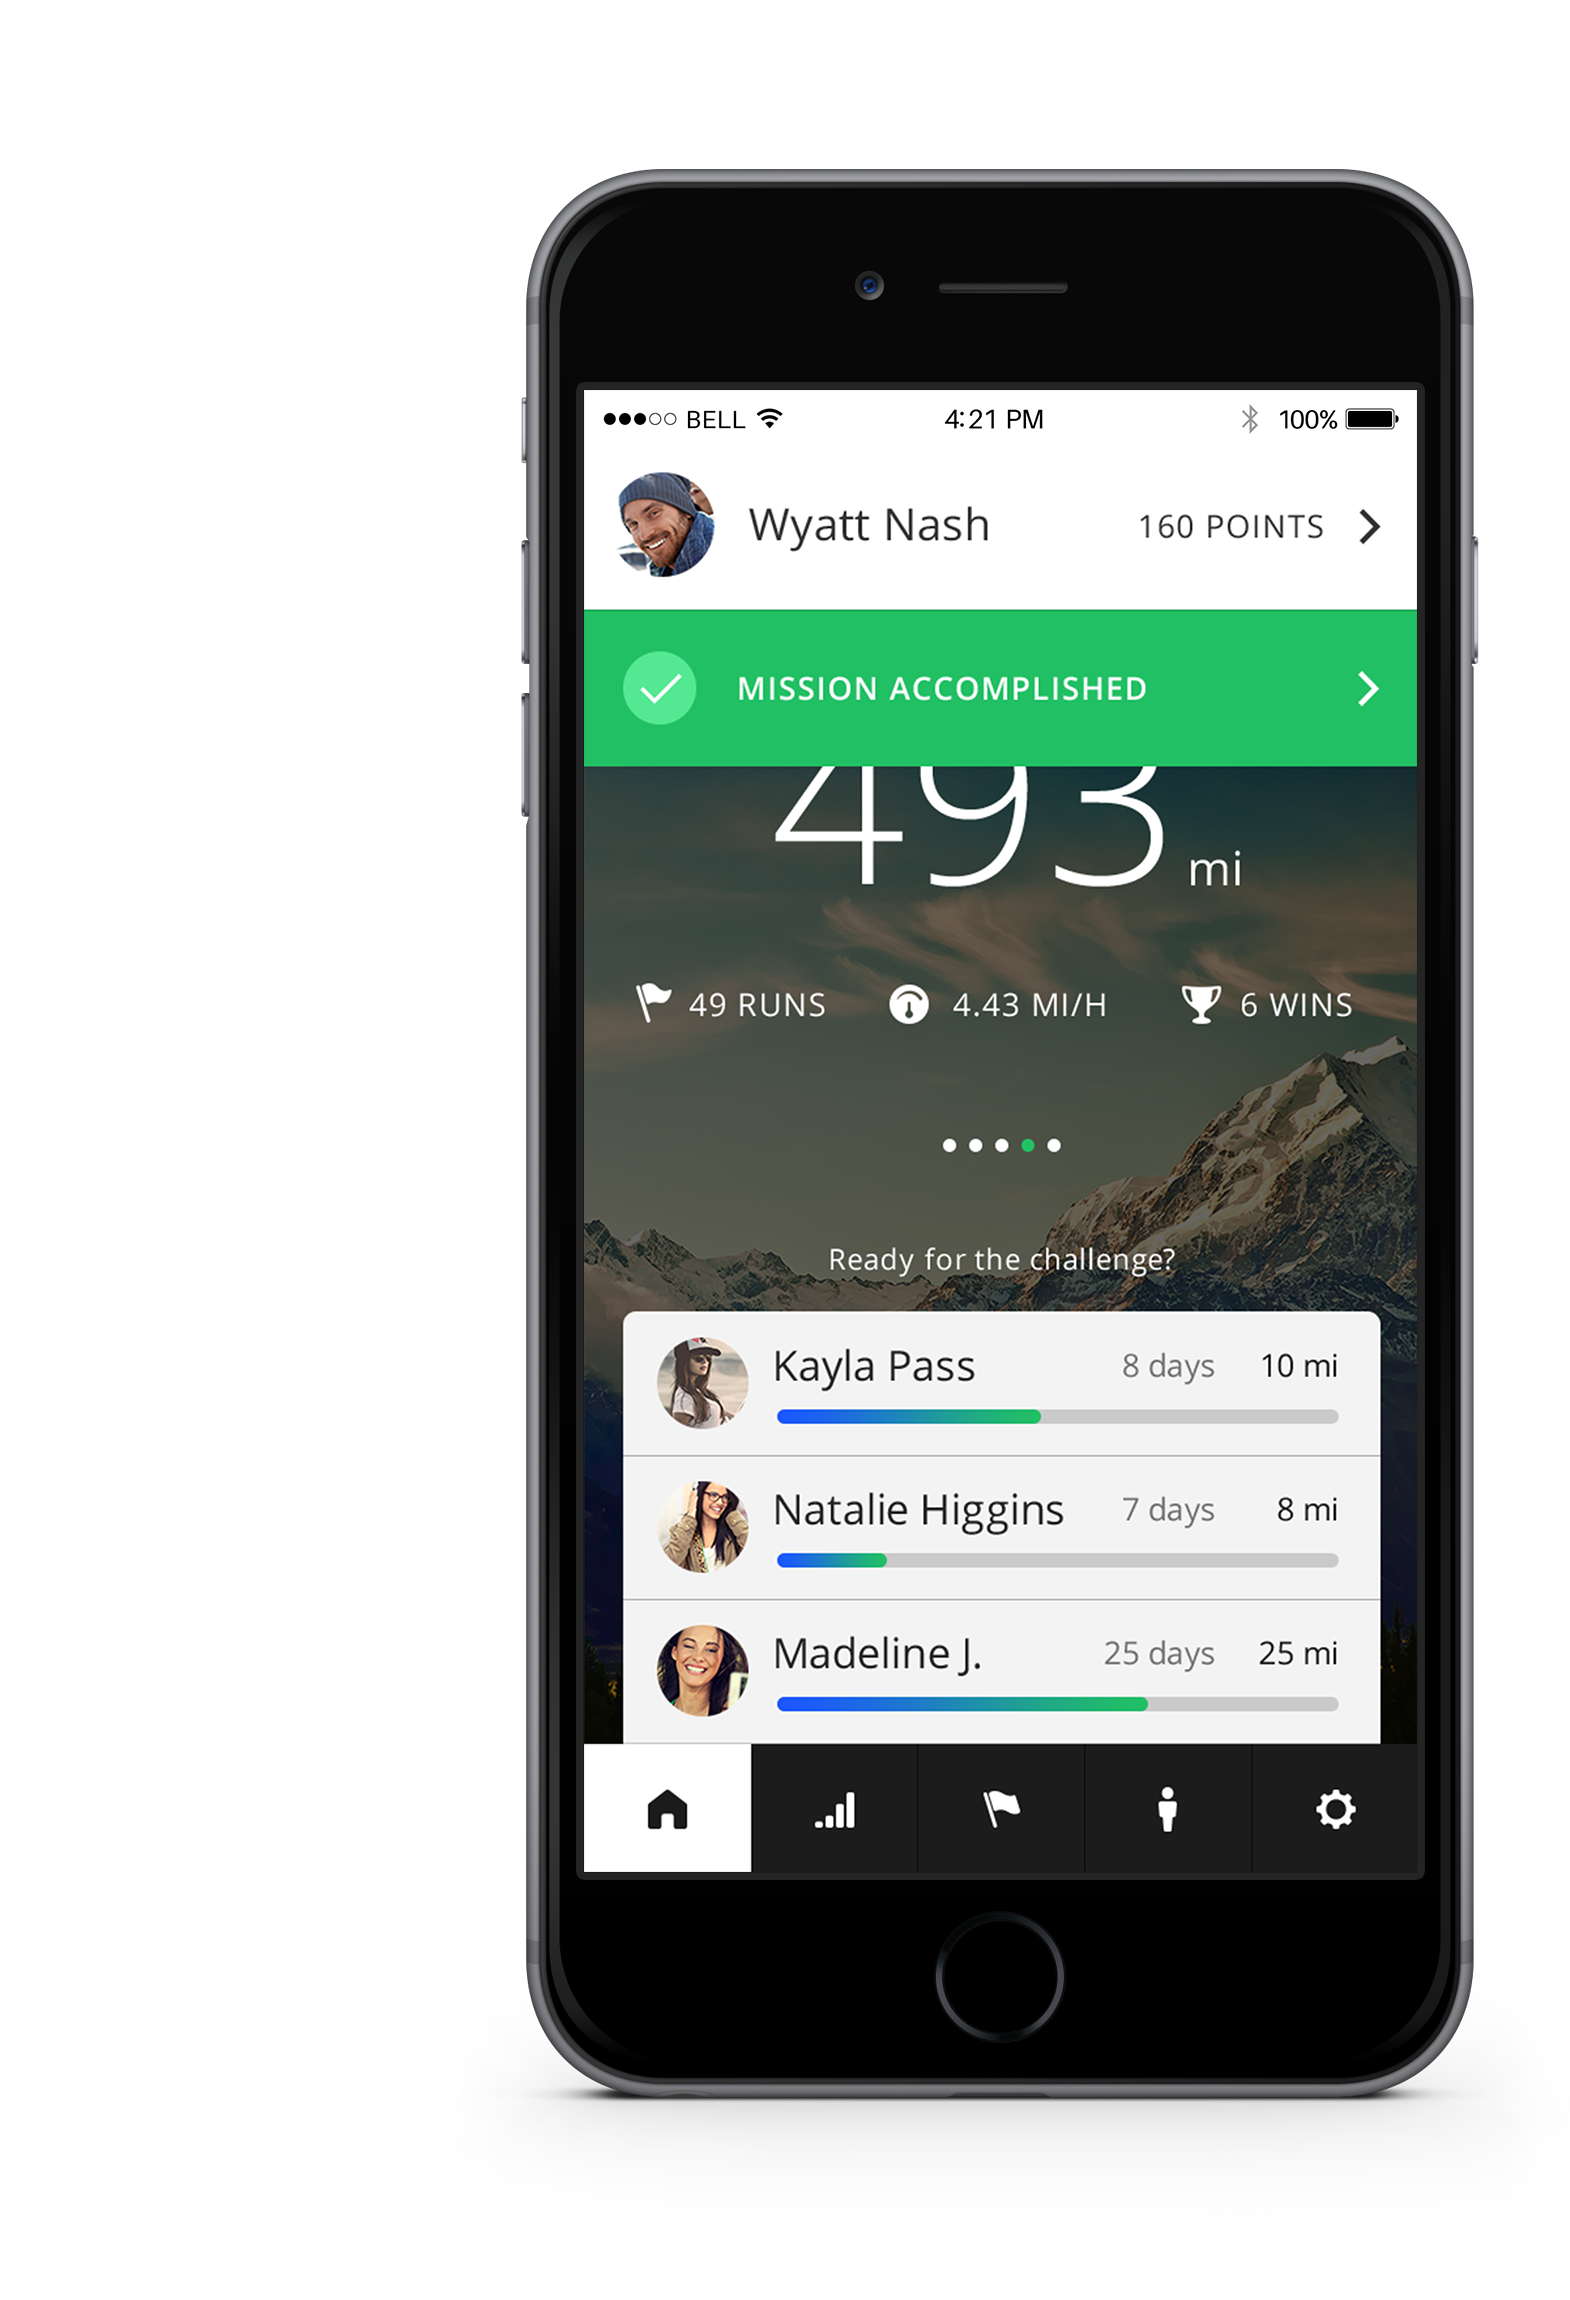 BELL 4:21 PM 100%
Wyatt Nash 160 POINTS
MISSION ACCOMPLISHED
493 mi
49 RUNS 4.43 MI/H 6 WINS
Ready for the challenge?
Kayla Pass 8 days 10 mi
Natalie Higgins 7 days 8 mi
Madeline J. 25 days 25 mi